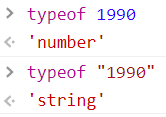 > typeof 1990
<· 'number'
> typeof "1990"
<· 'string'